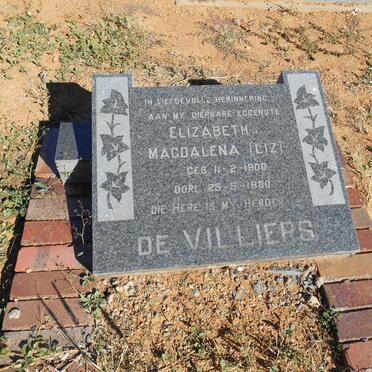 IN LIEFDEVOLLE HERINNERING
AAN MY DIERBARE EGGENOTE
ELIZABETH
MAGDALENA (LIZ)
GEB. 11-2-1900
OORL. 25-5-1980
DIE HERE IS MY HERDER
DE VILLIERS